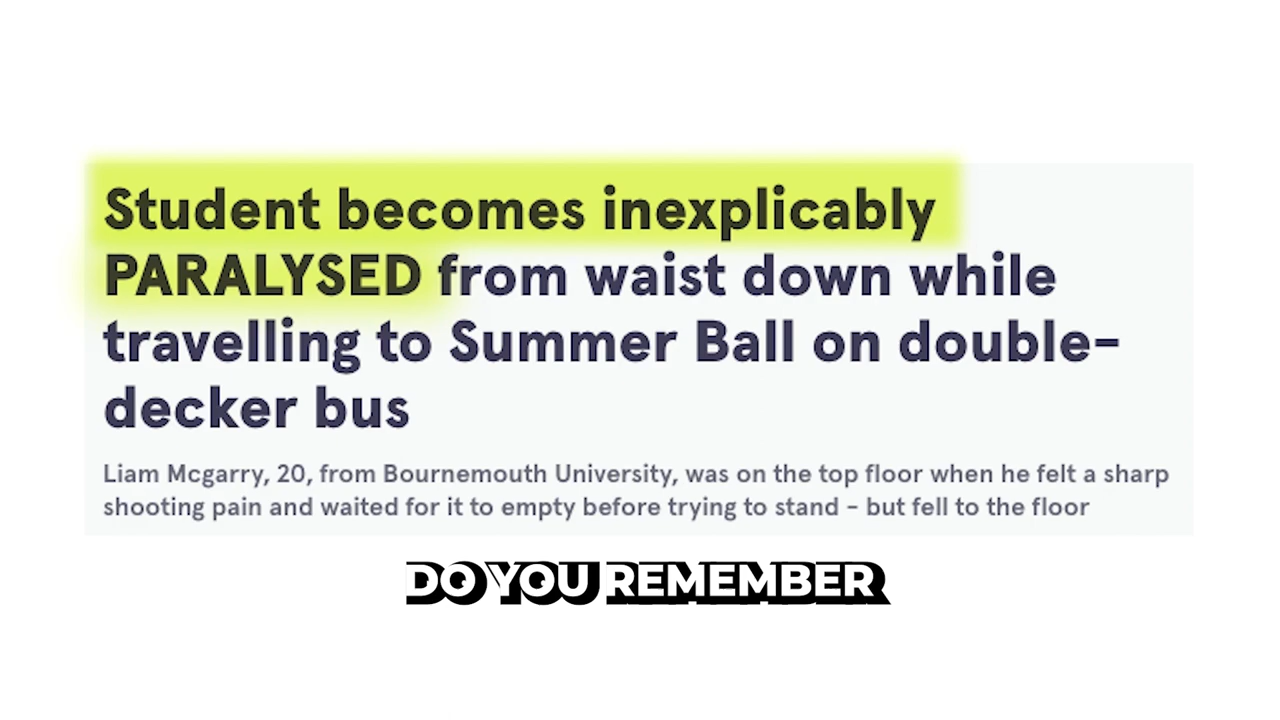 Student becomes inexplicably
PARALYSED from waist down while
travelling to Summer Ball on double-
decker bus
Liam Mcgarry, 20, from Bournemouth University, was on the top floor when he felt a sharp
shooting pain and waited for it to empty before trying to stand - but fell to the floor
DO YOU REMEMBER